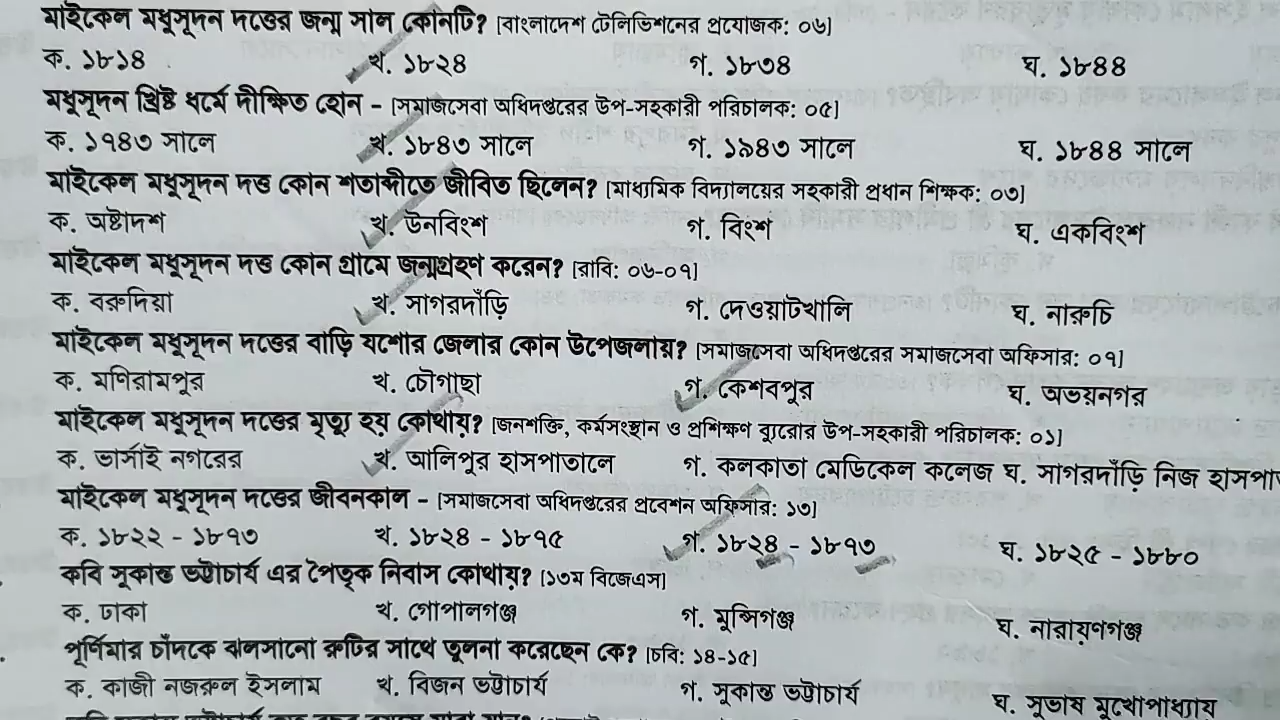 মাইকেল মধুসূদন দত্তের জন্ম সাল কোনটি? [বাংলাদেশ টেলিভিশনের প্রযোজক: ০৬]
ক. ১৮১৪ খ. ১৮২৪ গ. ১৮৩৪ ঘ. ১৮৪৪
মধুসূদন খ্রিষ্ট ধর্মে দীক্ষিত হোন - [সমাজসেবা অধিদপ্তরের উপ-সহকারী পরিচালক: ০৫]
ক. ১৭৪৩ সালে খ. ১৮৪৩ সালে গ. ১৯৪৩ সালে ঘ. ১৮৪৪ সালে
মাইকেল মধুসূদন দত্ত কোন শতাব্দীতে জীবিত ছিলেন? [মাধ্যমিক বিদ্যালয়ের সহকারী প্রধান শিক্ষক: ০৩]
ক. অষ্টাদশ খ. উনবিংশ গ. বিংশ ঘ. একবিংশ
মাইকেল মধুসূদন দত্ত কোন গ্রামে জন্মগ্রহণ করেন? [রাবি: ০৬-০৭]
ক. বরুদিয়া খ. সাগরদাঁড়ি গ. দেওয়াটখালি ঘ. নারুচি
মাইকেল মধুসূদন দত্তের বাড়ি যশোর জেলার কোন উপেজলায়? [সমাজসেবা অধিদপ্তরের সমাজসেবা অফিসার: ০৭]
ক. মণিরামপুর খ. চৌগাছা গ. কেশবপুর ঘ. অভয়নগর
মাইকেল মধুসূদন দত্তের মৃত্যু হয় কোথায়? [জনশক্তি, কর্মসংস্থান ও প্রশিক্ষণ ব্যুরোর উপ-সহকারী পরিচালক: ০১]
ক. ভার্সাই নগরের খ. আলিপুর হাসপাতালে গ. কলকাতা মেডিকেল কলেজ ঘ. সাগরদাঁড়ি নিজ
মাইকেল মধুসূদন দত্তের জীবনকাল - [সমাজসেবা অধিদপ্তরের প্রবেশন অফিসার: ১৩]
ক. ১৮২২ - ১৮৭৩ খ. ১৮২৪ - ১৮৭৫ গ. ১৮২৪ - ১৮৭৩ ঘ. ১৮২৫ - ১৮৮০
কবি সুকান্ত ভট্টাচার্য এর পৈতৃক নিবাস কোথায়? [১৩ম বিজেএস]
ক. ঢাকা খ. গোপালগঞ্জ গ. মুন্সিগঞ্জ ঘ. নারায়ণগঞ্জ
পূর্ণিমার চাঁদকে ঝলসানো রুটির সাথে তুলনা করেছেন কে? [চবি: ১৪-১৫]
ক. কাজী নজরুল ইসলাম খ. বিজন ভট্টাচার্য গ. সুকান্ত ভট্টাচার্য ঘ. সুভাষ মুখোপাধ্যায়